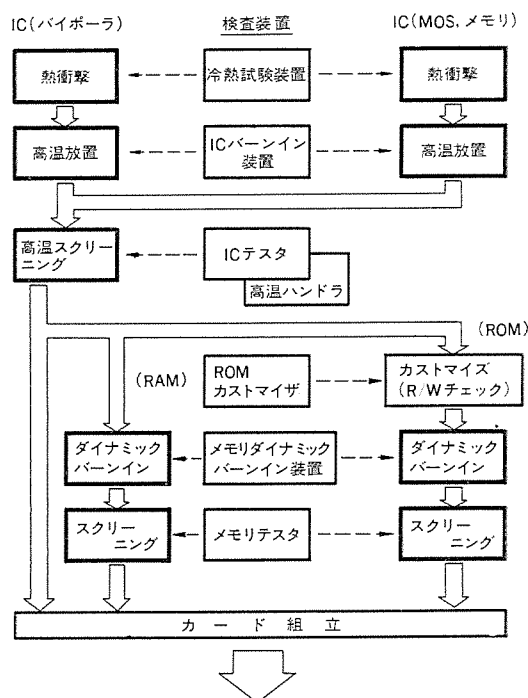 IC(バイポーラ)
検査装置
IC(MOS,メモリ)
熱衝撃
冷熱試験装置
熱衝撃
高温放置
ICバーンイン
装置
高温放置
高温スクリー
ニング
ICテスタ
高温ハンドラ
(ROM)
(RAM)
ROM
カストマイザ
カストマイズ
(R/Wチェック)
ダイナミック
バーンイン
メモリダイナミック
バーンイン装置
ダイナミック
バーンイン
スクリー
ニング
メモリテスタ
スクリー
ニング
カード組立